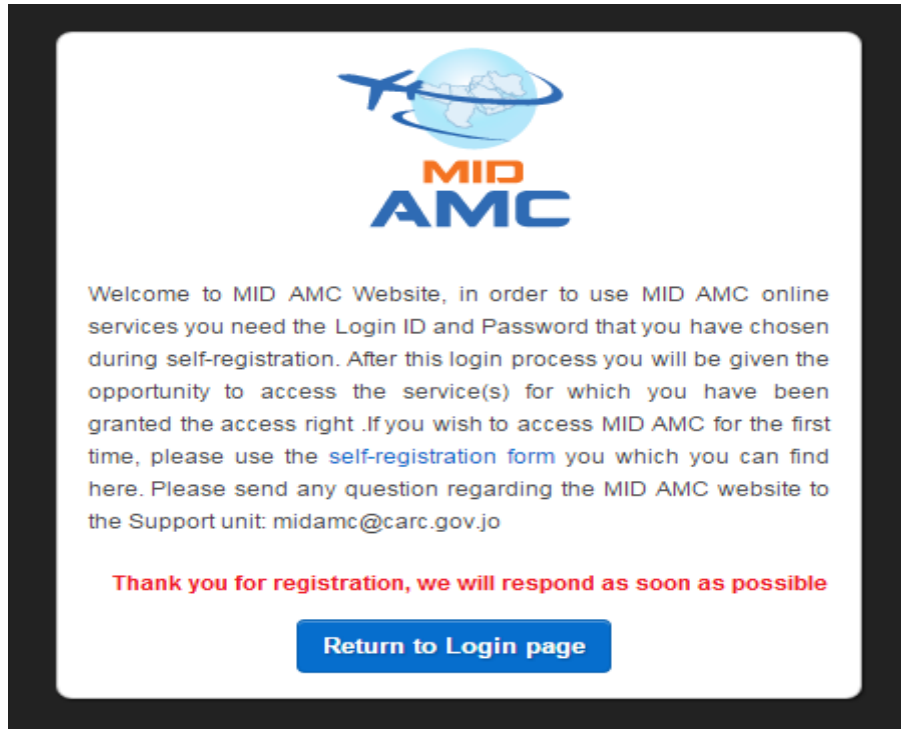 MID
AMC
Welcome to MID AMC Website, in order to use MID AMC online
services you need the Login ID and Password that you have chosen
during self-registration. After this login process you will be given the
opportunity to access the service(s) for which you have been
granted the access right .If you wish to access MID AMC for the first
time, please use the self-registration form you which you can find
here. Please send any question regarding the MID AMC website to
the Support unit: midamc@carc.gov.jo
Thank you for registration, we will respond as soon as possible
Return to Login page